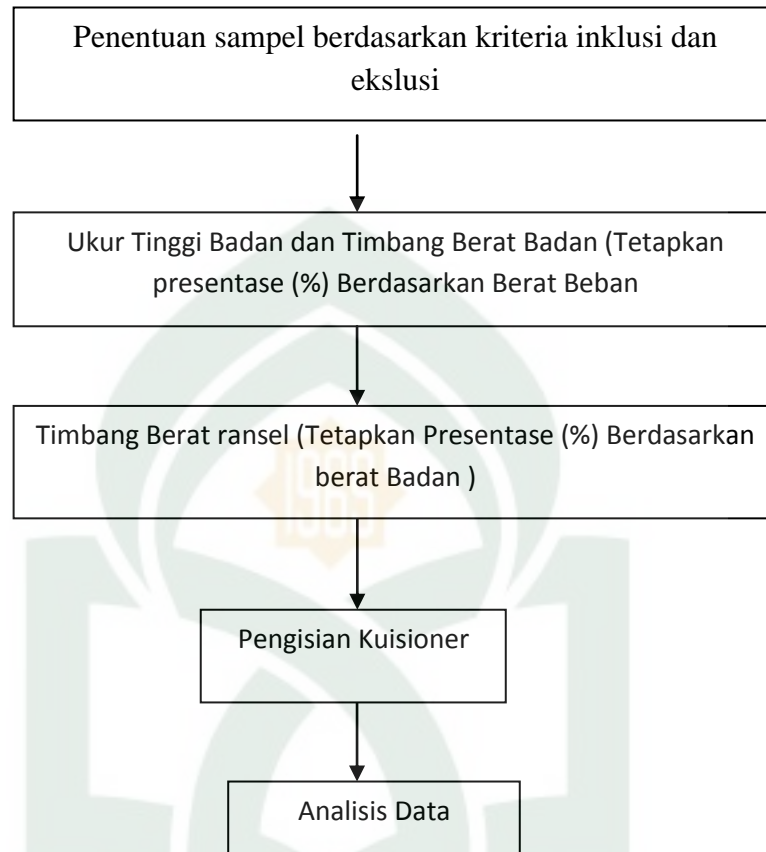 Penentuan sampel berdasarkan kriteria inklusi dan
ekslusi
Ukur Tinggi Badan dan Timbang Berat Badan (Tetapkan
presentase (%) Berdasarkan Berat Beban
Timbang Berat ransel (Tetapkan Presentase (%) Berdasarkan
berat Badan )
1965
Pengisian Kuisioner
Analisis Data